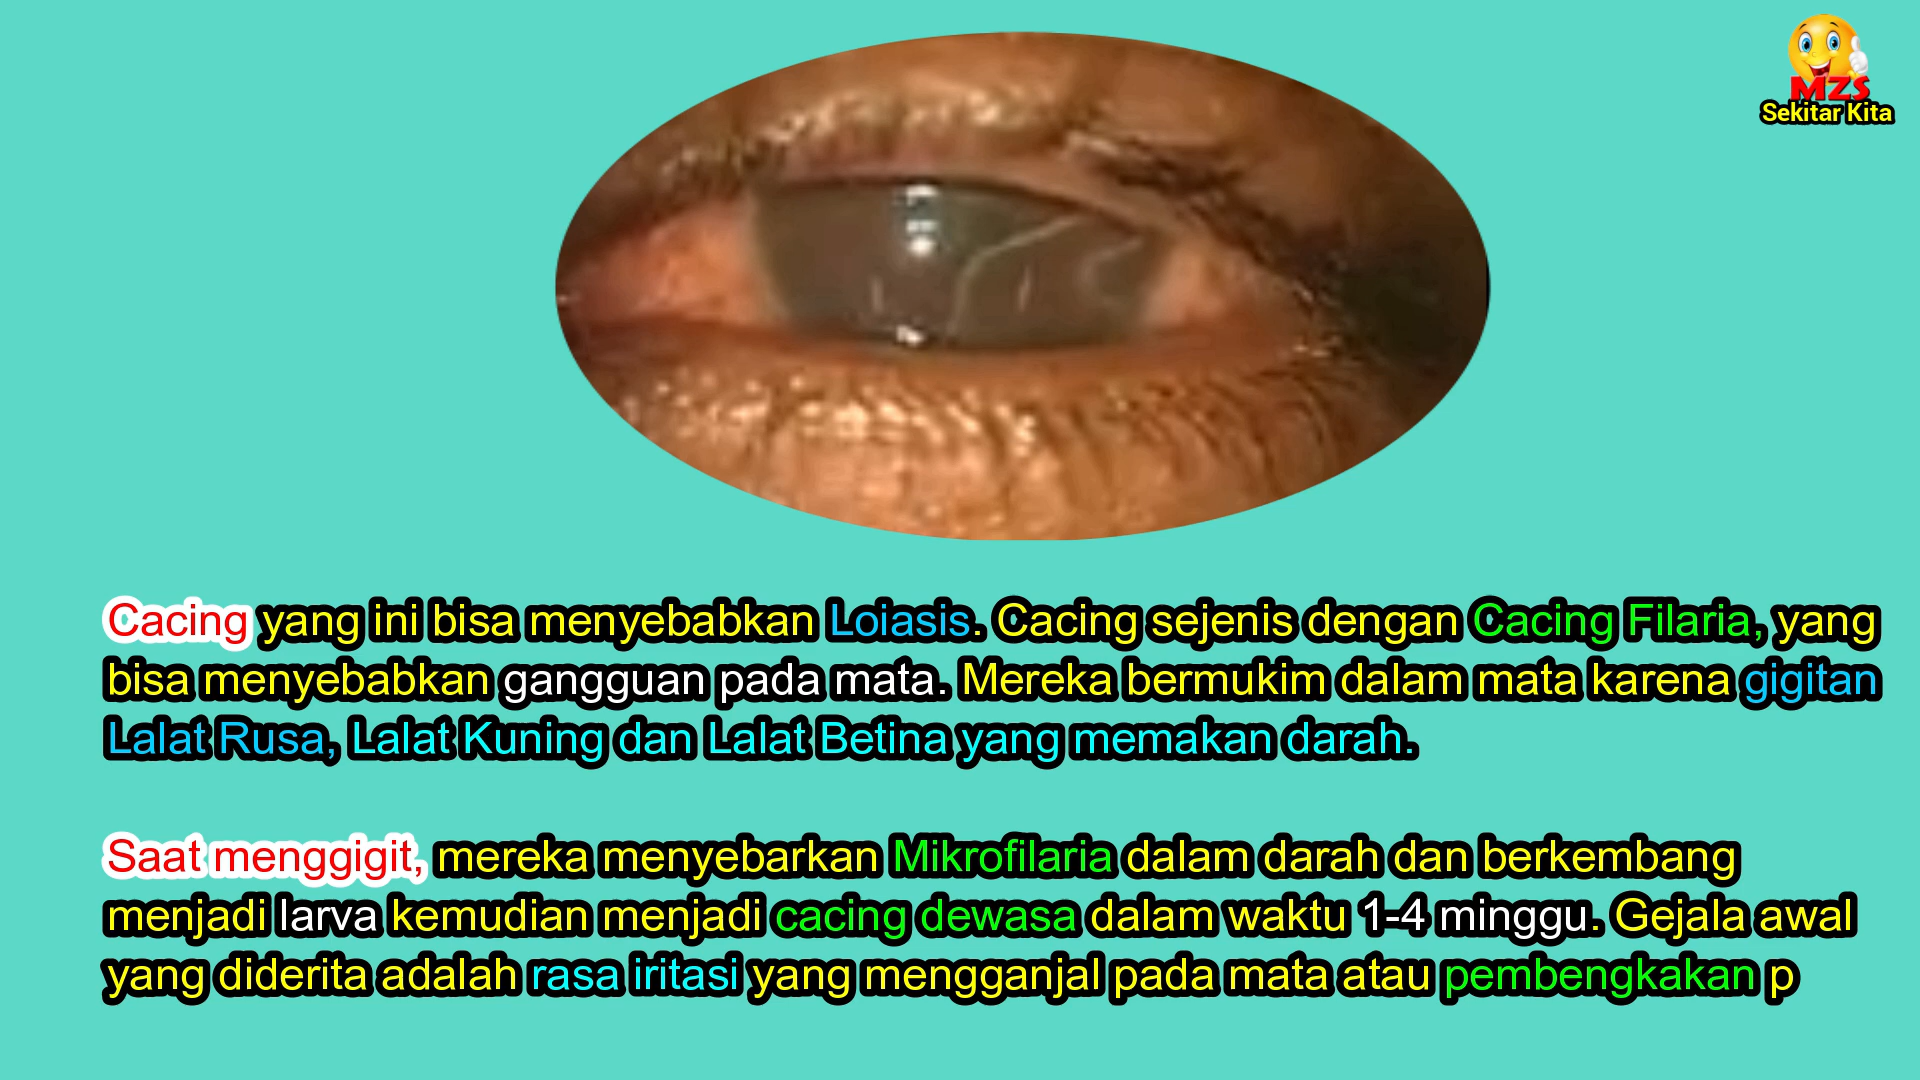 MZS
Sekitar Kita
Cacing yang ini bisa menyebabkan Loiasis. Cacing sejenis dengan Cacing Filaria, yang
bisa menyebabkan gangguan pada mata. Mereka bermukim dalam mata karena gigitan
Lalat Rusa, Lalat Kuning dan Lalat Betina yang memakan darah.
Saat menggigit, mereka menyebarkan Mikrofilaria dalam darah dan berkembang
menjadi larva kemudian menjadi cacing dewasa dalam waktu 1-4 minggu. Gejala awal
yang diderita adalah rasa iritasi yang mengganjal pada mata atau pembengkakan p